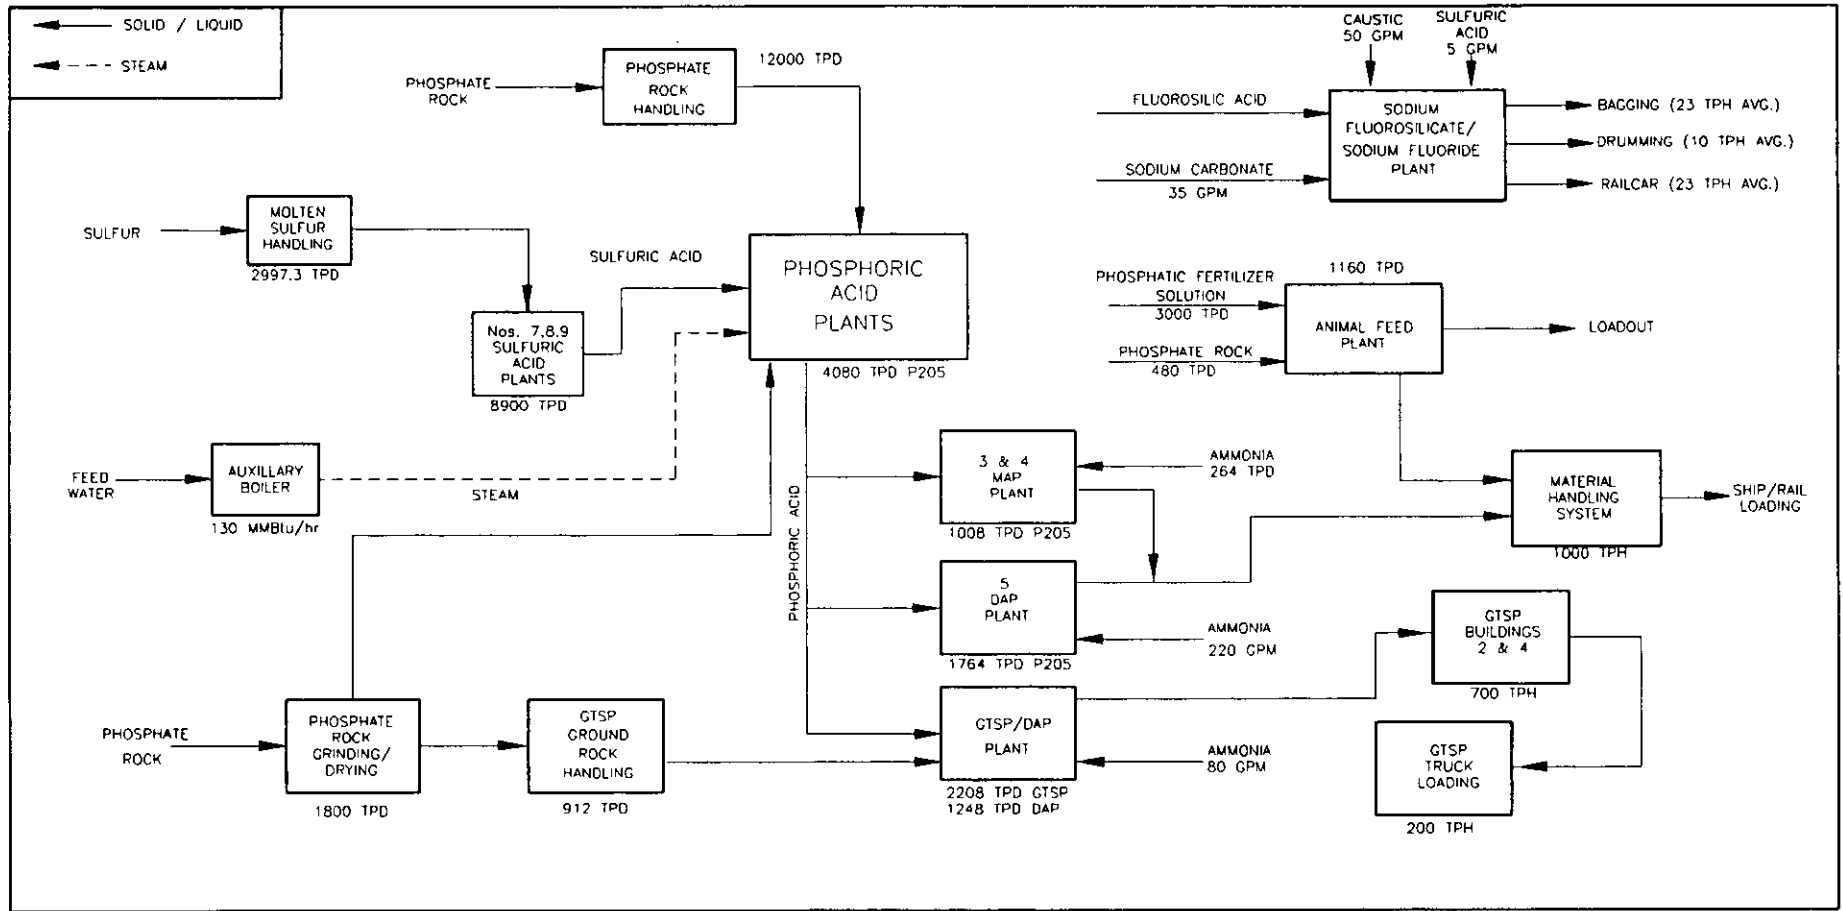 SOLID / LIQUID
STEAM
PHOSPHATE
ROCK
PHOSPHATE
ROCK
HANDLING
12000 TPD
CAUSTIC
50 GPM
SULFURIC
ACID
5 GPM
FLUOROSILIC ACID
SODIUM CARBONATE
35 GPM
SODIUM
FLUOROSILICATE/
SODIUM FLUORIDE
PLANT
BAGGING (23 TPH AVG.)
DRUMMING (10 TPH AVG.)
RAILCAR (23 TPH AVG.)
SULFUR
MOLTEN
SULFUR
HANDLING
2997.3 TPD
SULFURIC ACID
Nos. 7,8.9
SULFURIC
ACID
PLANTS
8900 TPD
PHOSPHORIC
ACID
PLANTS
4080 TPD P205
PHOSPHATIC FERTILIZER
SOLUTION
3000 TPD
PHOSPHATE ROCK
480 TPD
1160 TPD
ANIMAL FEED
PLANT
LOADOUT
FEED
WATER
AUXILLARY
BOILER
130 MMBtu/hr
STEAM
PHOSPHORIC ACID
3 & 4
MAP
PLANT
1008 TPD P205
AMMONIA
264 TPD
MATERIAL
HANDLING
SYSTEM
1000 TPH
SHIP/RAIL
LOADING
5
DAP
PLANT
1764 TPD P205
AMMONIA
220 GPM
GTSP
BUILDINGS
2 & 4
700 TPH
PHOSPHATE
ROCK
PHOSPHATE
ROCK
GRINDING/
DRYING
1800 TPD
GTSP
GROUND
ROCK
HANDLING
912 TPD
GTSP/DAP
PLANT
2208 TPD GTSP
1248 TPD DAP
AMMONIA
80 GPM
GTSP
TRUCK
LOADING
200 TPH